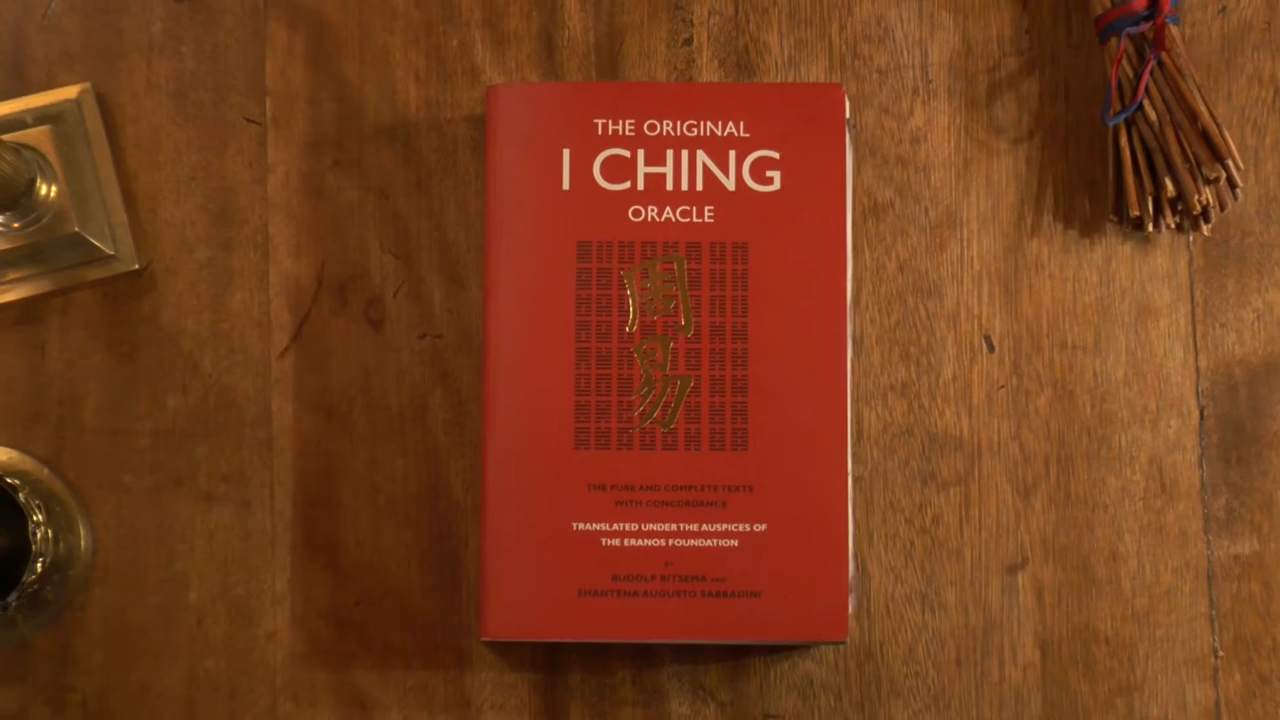 THE ORIGINAL
I CHING
ORACLE
周
易
THE PURE AND COMPLETE TEXTS
WITH CONCORDANCE
TRANSLATED UNDER THE AUSPICES OF
THE ERANOS FOUNDATION
BY
RUDOLF RITSEMA AND
SHANTENA AUGUSTO SABBADINI